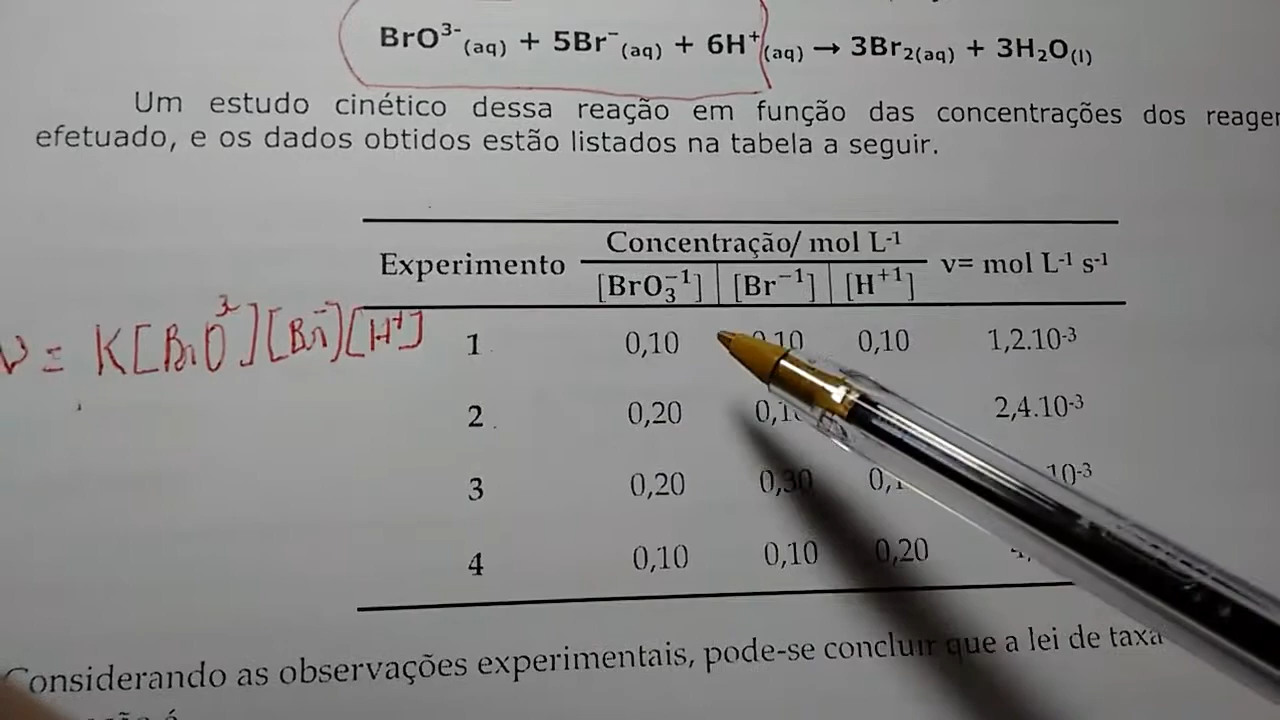 BrO³⁻(aq) + 5Br⁻(aq) + 6H⁺(aq) → 3Br₂(aq) + 3H₂O(l)
Um estudo cinético dessa reação em função das concentrações dos
efetuado, e os dados obtidos estão listados na tabela a seguir.
Experimento Concentração/ mol L⁻¹ v= mol L⁻¹ s⁻¹
[BrO₃⁻¹] [Br⁻¹] [H⁺¹]
1 0,10 0,10 0,10 1,2.10⁻³
2 0,20 2,4.10⁻³
3 0,20 0,30
4 0,10 0,10 0,20
ν = K[BrO³⁻][Br⁻][H⁺]
Considerando as observações experimentais, pode-se concluir que a lei de taxa